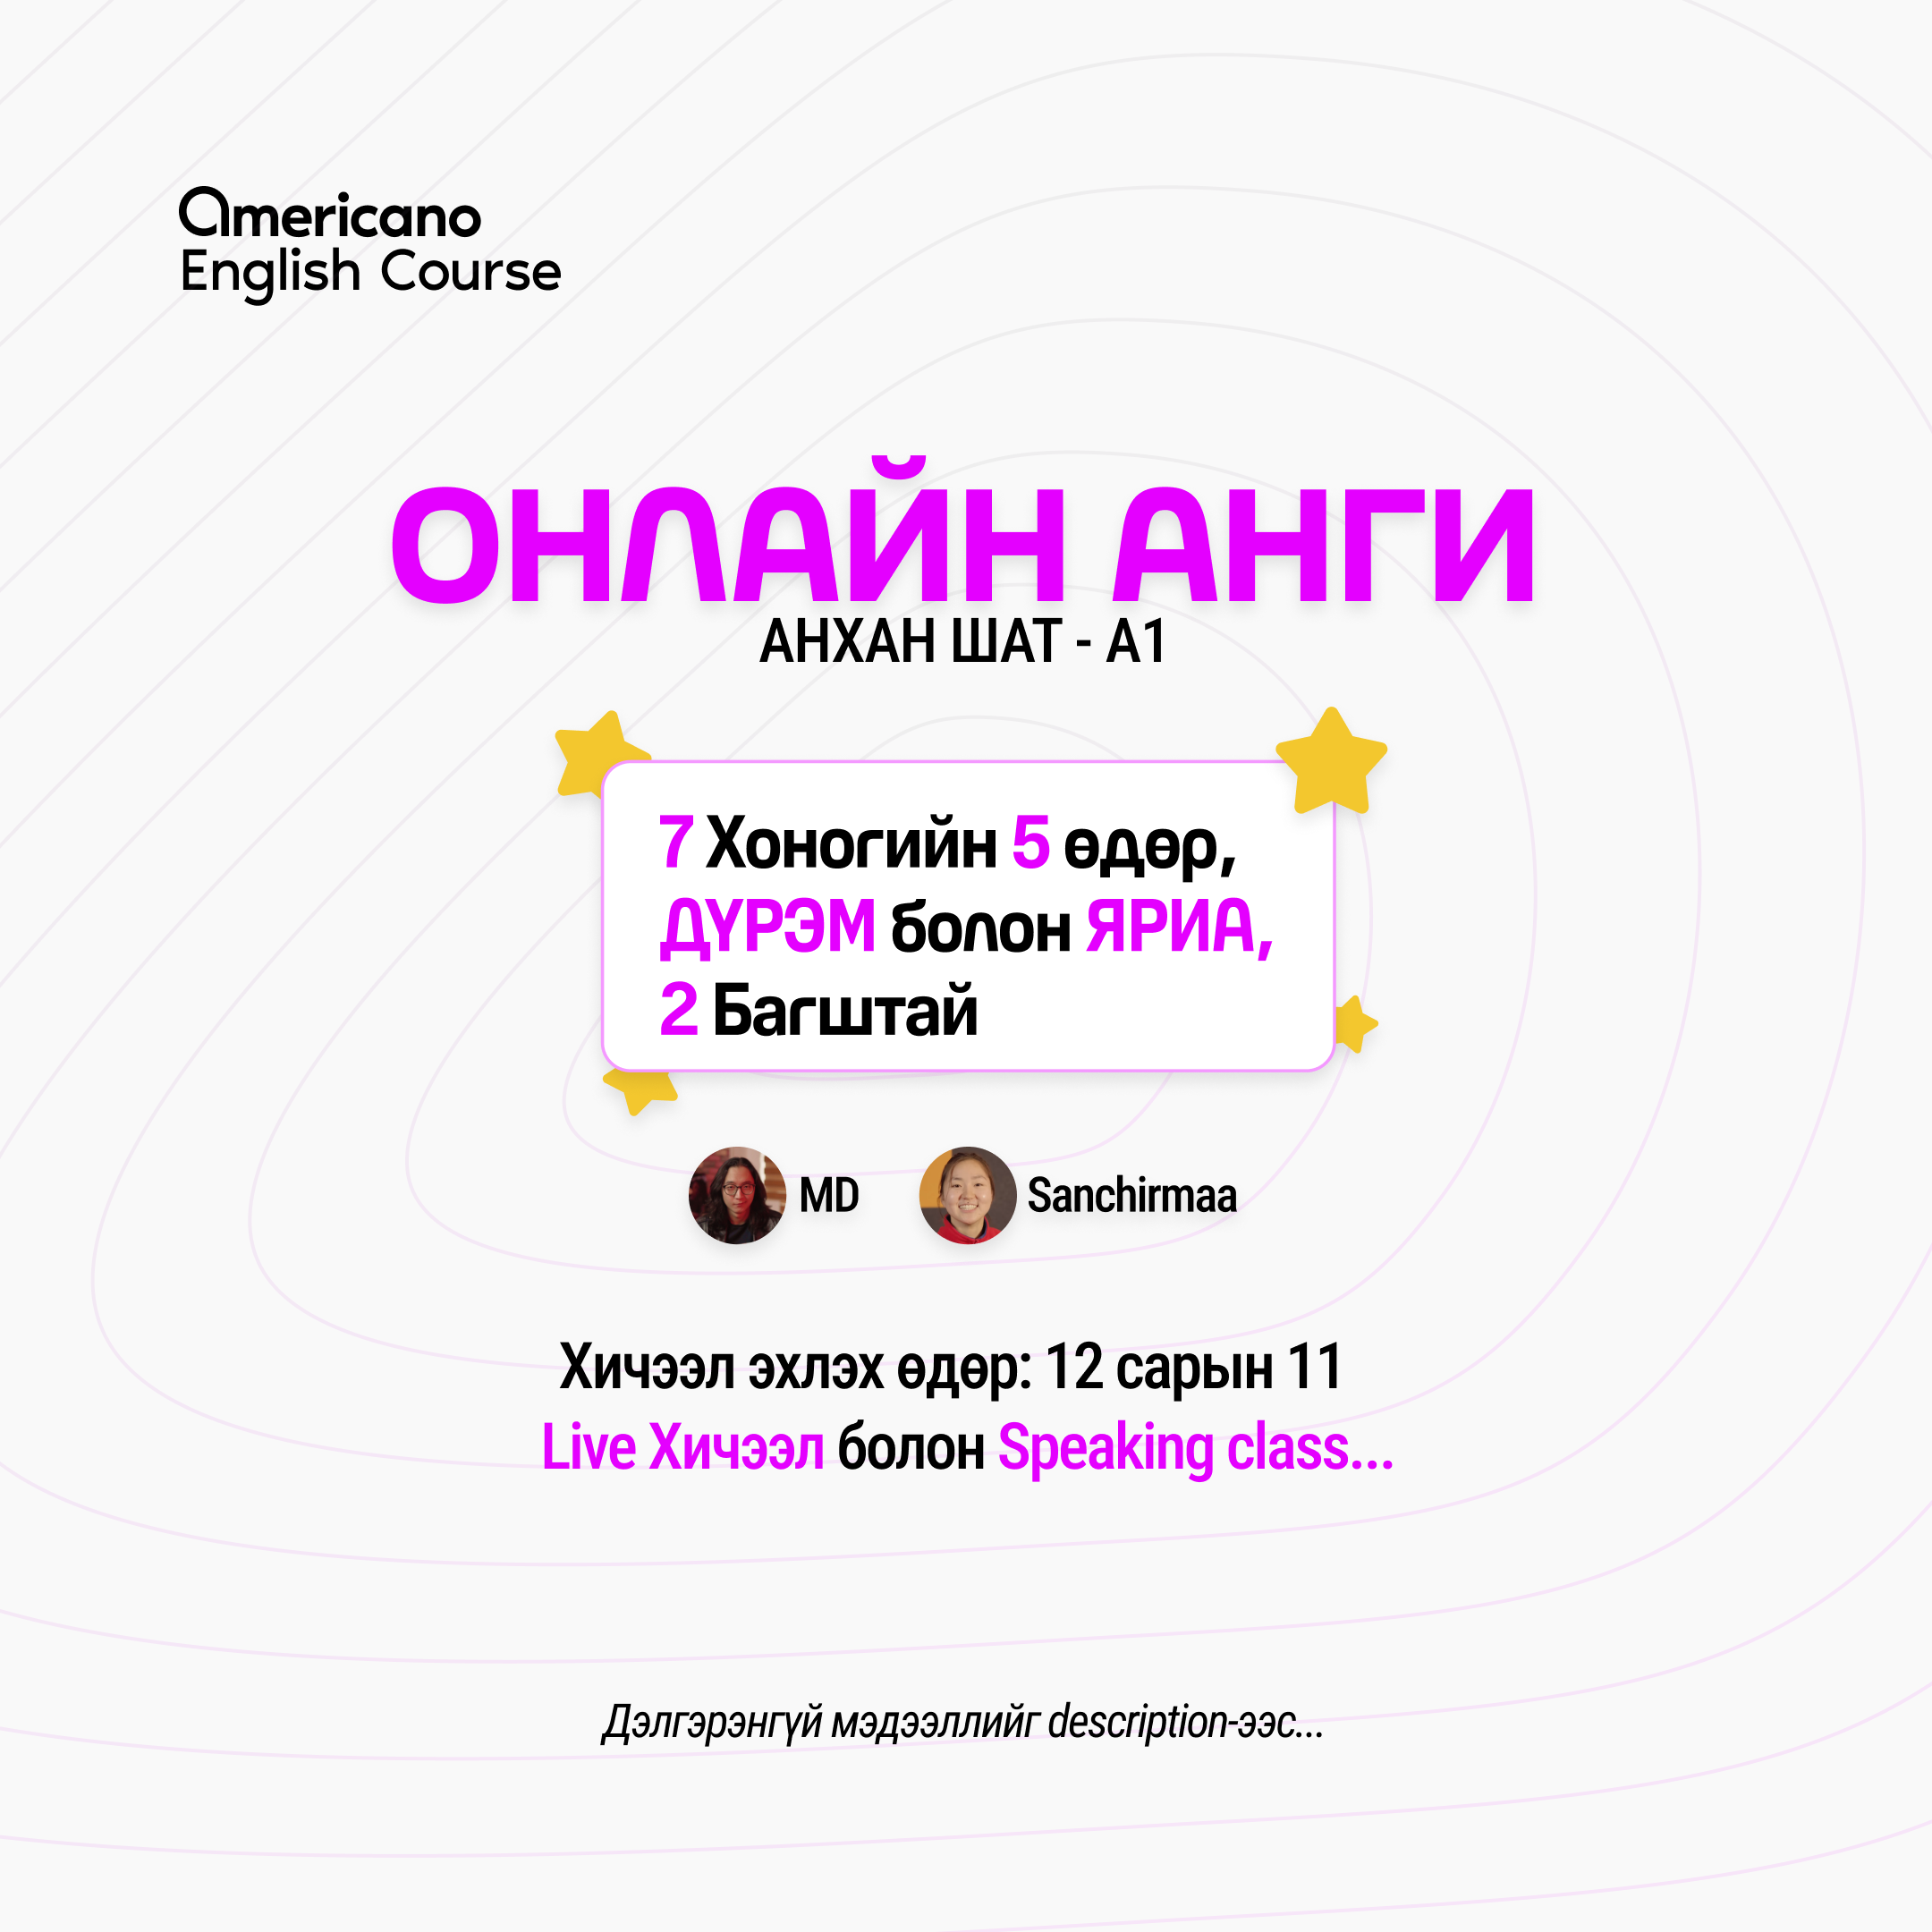 americano
English Course
ОНЛАЙН АНГИ
АНХАН ШАТ - А1
7 Хоногийн 5 өдөр,
ДҮРЭМ болон ЯРИА,
2 Багштай
MD
Sanchirmaa
Хичээл эхлэх өдөр: 12 сарын 11
Live Хичээл болон Speaking class...
Дэлгэрэнгүй мэдээллийг description-ээс...